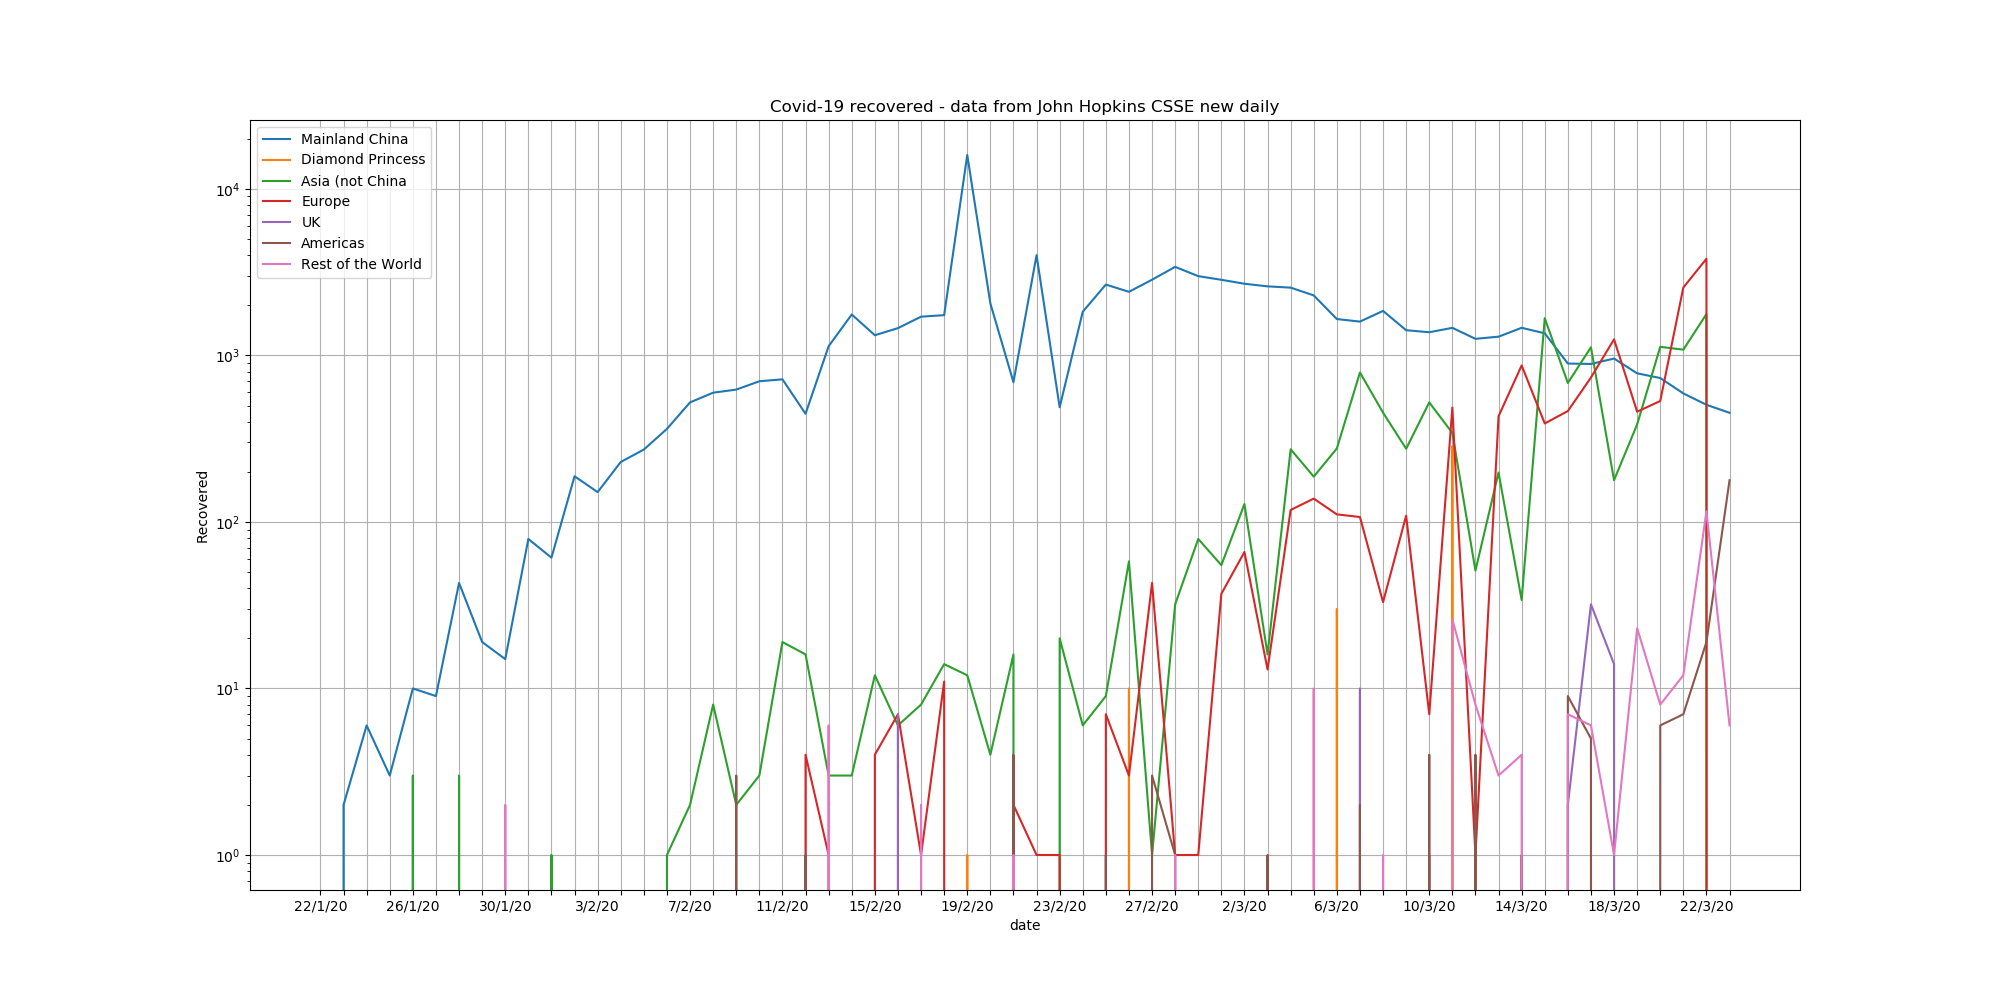 Covid-19 recovered - data from John Hopkins CSSE new daily
Mainland China
Diamond Princess
Asia (not China
Europe
UK
Americas
Rest of the World
Recovered
10⁴
10³
10²
10¹
10⁰
22/1/20 26/1/20 30/1/20 3/2/20 7/2/20 11/2/20 15/2/20 19/2/20 23/2/20 27/2/20 2/3/20 6/3/20 10/3/20 14/3/20 18/3/20 22/3/20
date